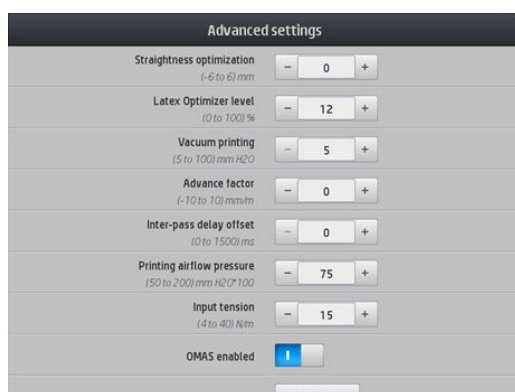 Advanced settings
Straightness optimization
(-6 to 6) mm
- 0 +
Latex Optimizer level
(0 to 100) %
- 12 +
Vacuum printing
(5 to 100) mm H2O
- 5 +
Advance factor
(-10 to 10) mm/m
- 0 +
Inter-pass delay offset
(0 to 1500) ms
- 0 +
Printing airflow pressure
(50 to 200) mm H2O*100
- 75 +
Input tension
(4 to 40) N/m
- 15 +
OMAS enabled
I